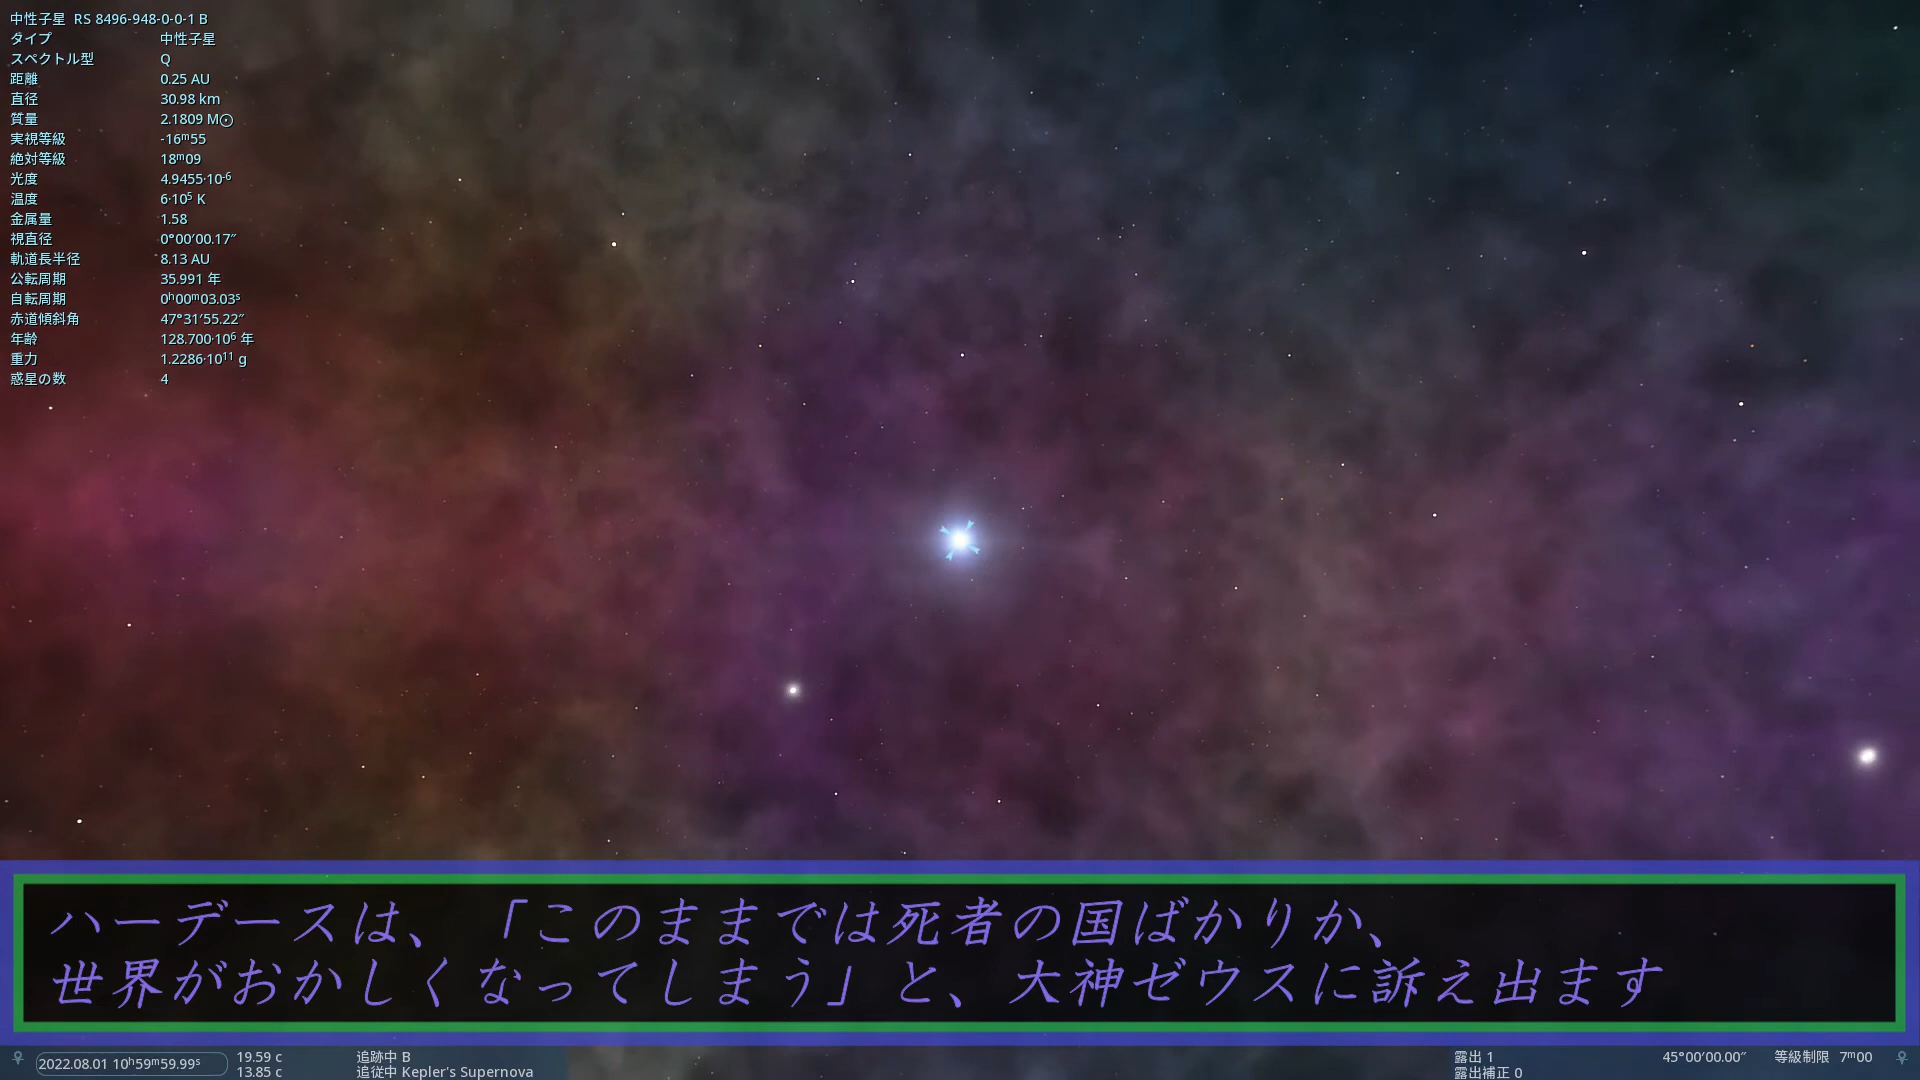 中性子星 RS 8496-948-0-0-1 B
タイプ 中性子星
スペクトル型 Q
距離 0.25 AU
直径 30.98 km
質量 2.1809 M☉
実視等級 -16ᵐ55
絶対等級 18ᵐ09
光度 4.9455·10⁻⁶
温度 6·10⁵ K
金属量 1.58
視直径 0°00′00.17″
軌道長半径 8.13 AU
公転周期 35.991 年
自転周期 0ʰ00ᵐ03.03ˢ
赤道傾斜角 47°31′55.22″
年齢 128.700·10⁶ 年
重力 1.2286·10¹¹ g
惑星の数 4
ハーデースは、「このままでは死者の国ばかりか、
世界がおかしくなってしまう」と、大神ゼウスに訴え出ます
2022.08.01 10ʰ59ᵐ59.99ˢ
19.59 c 追跡中 B
13.85 c 追従中 Kepler's Supernova
露出 1 45°00′00.00″ 等級制限 7ᵐ00
露出補正 0